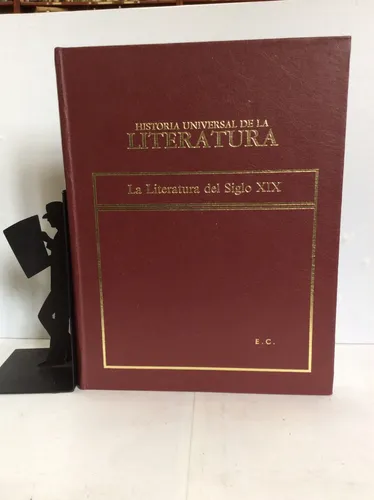 HISTORIA UNIVERSAL DE LA
LITERATURA
La Literatura del Siglo XIX
E. C.